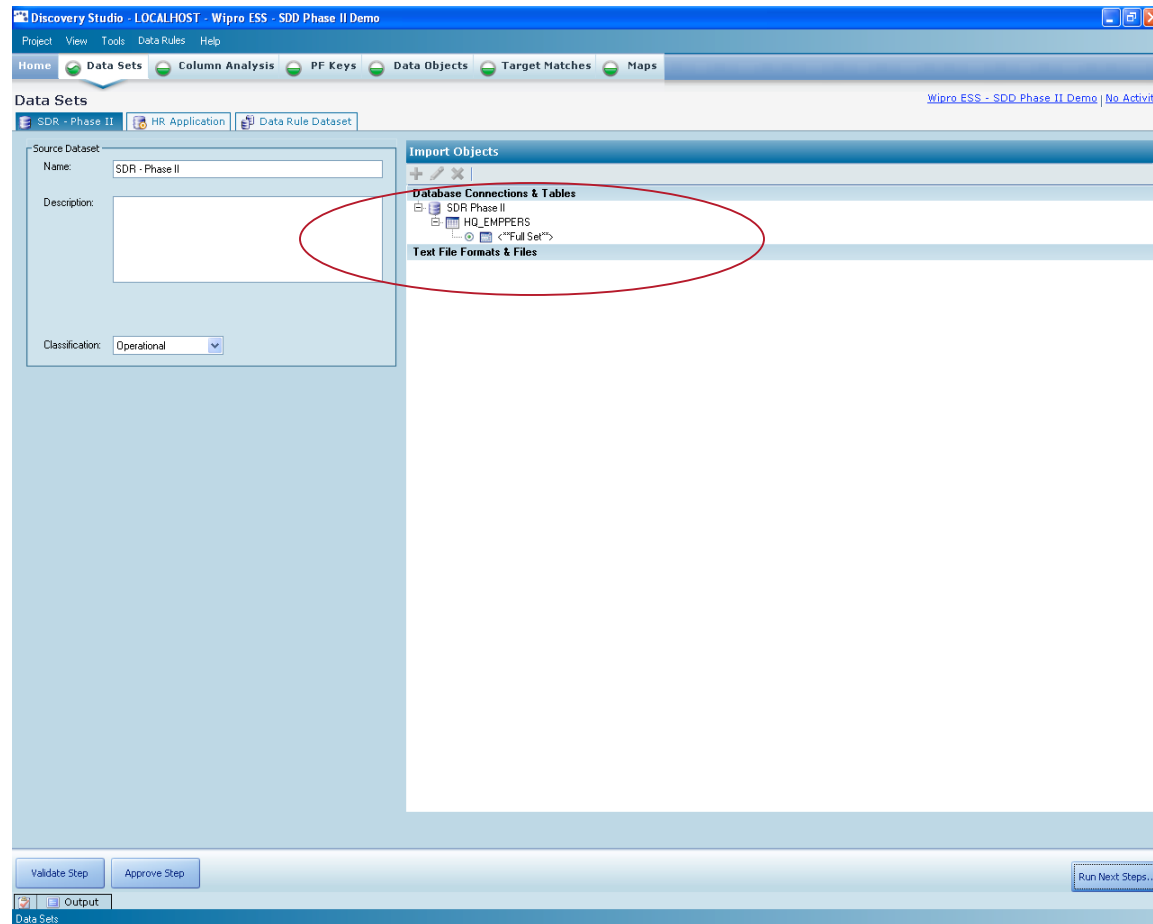 Discovery Studio - LOCALHOST - Wipro ESS - SDD Phase II Demo
Project View Tools Data Rules Help
Home Data Sets Column Analysis PF Keys Data Objects Target Matches Maps
Data Sets
Wipro ESS - SDD Phase II Demo | No Activit
SDR - Phase II HR Application Data Rule Dataset
Source Dataset
Import Objects
Name: SDR - Phase II
Database Connections & Tables
Description:
SDR Phase II
HQ_EMPPERS
<**Full Set**>
Text File Formats & Files
Classification: Operational
Validate Step Approve Step
Run Next Steps..
Output
Data Sets